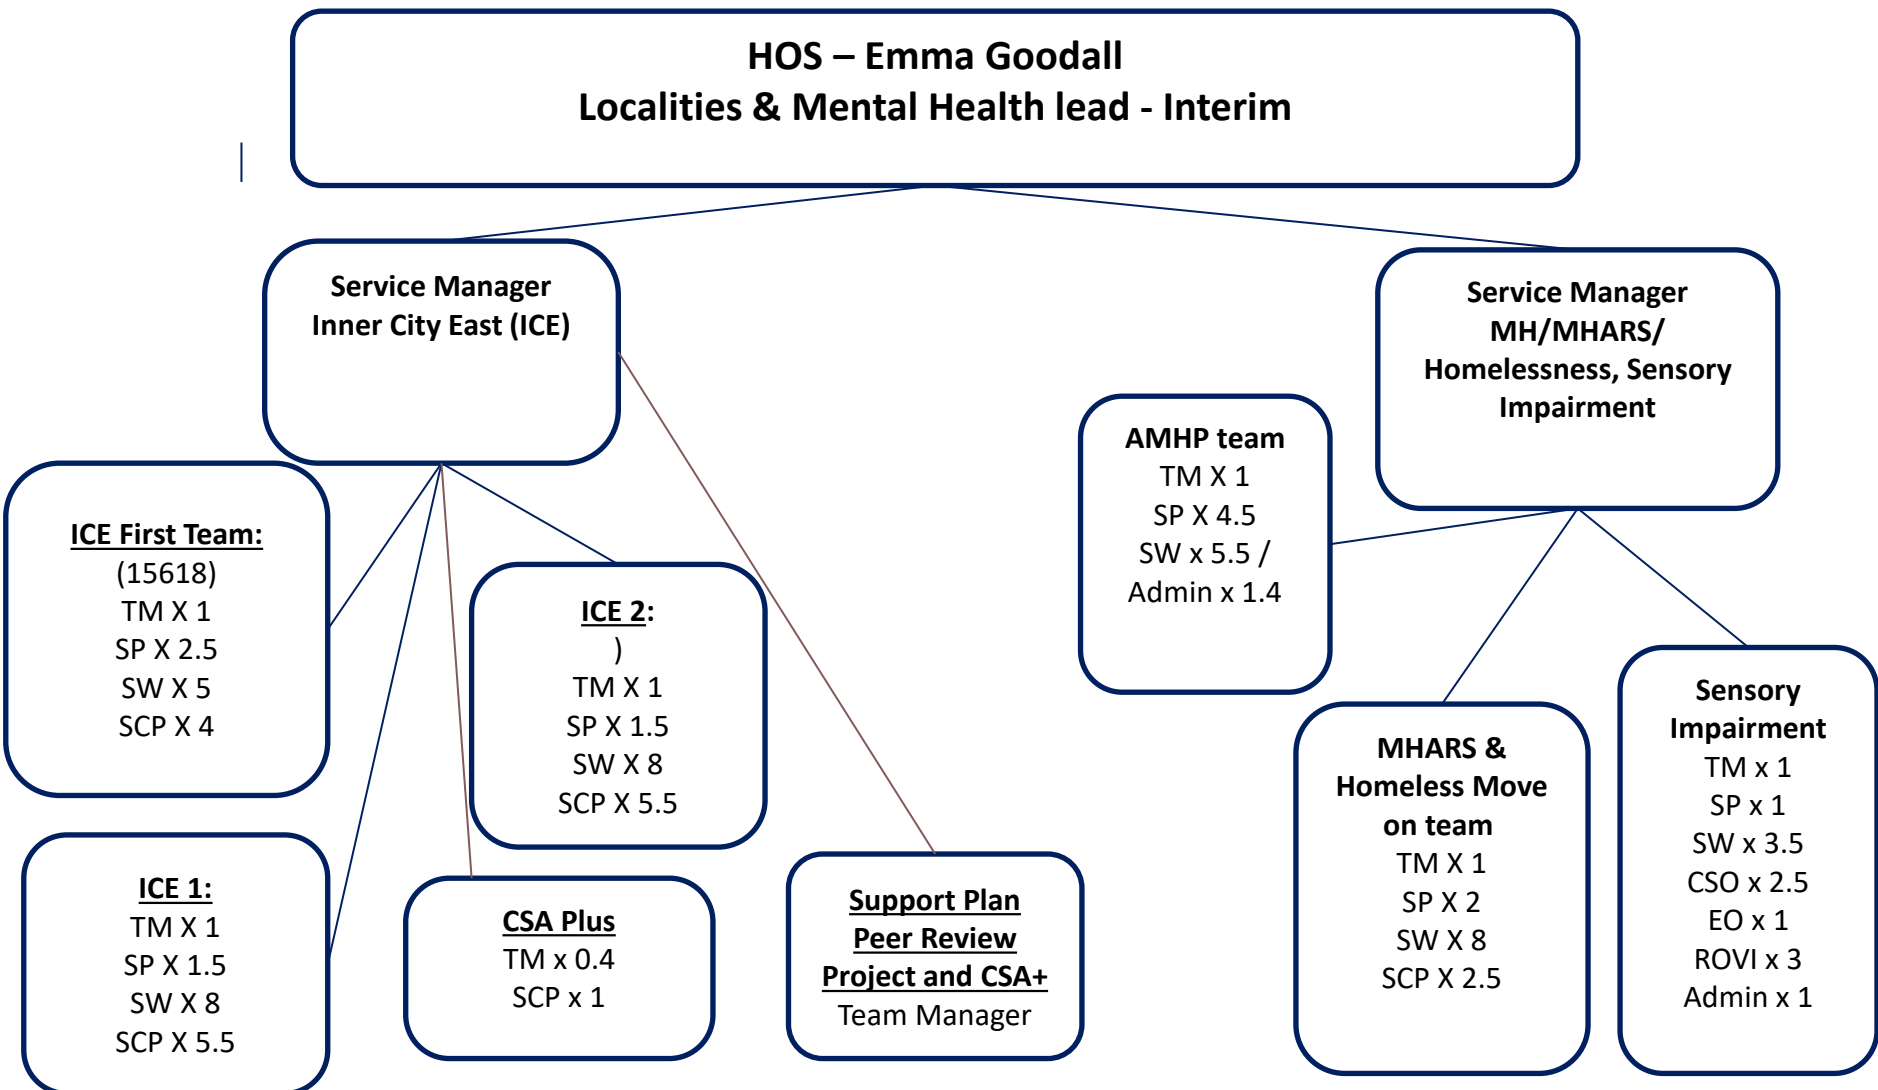 HOS – Emma Goodall
Localities & Mental Health lead - Interim
Service Manager
Inner City East (ICE)
Service Manager
MH/MHARS/
Homelessness, Sensory
Impairment
AMHP team
TM X 1
SP X 4.5
SW x 5.5 /
Admin x 1.4
ICE First Team:
(15618)
TM X 1
SP X 2.5
SW X 5
SCP X 4
ICE 2:
)
TM X 1
SP X 1.5
SW X 8
SCP X 5.5
ICE 1:
TM X 1
SP X 1.5
SW X 8
SCP X 5.5
CSA Plus
TM x 0.4
SCP x 1
Support Plan
Peer Review
Project and CSA+
Team Manager
MHARS &
Homeless Move
on team
TM X 1
SP X 2
SW X 8
SCP X 2.5
Sensory
Impairment
TM x 1
SP x 1
SW x 3.5
CSO x 2.5
EO x 1
ROVI x 3
Admin x 1